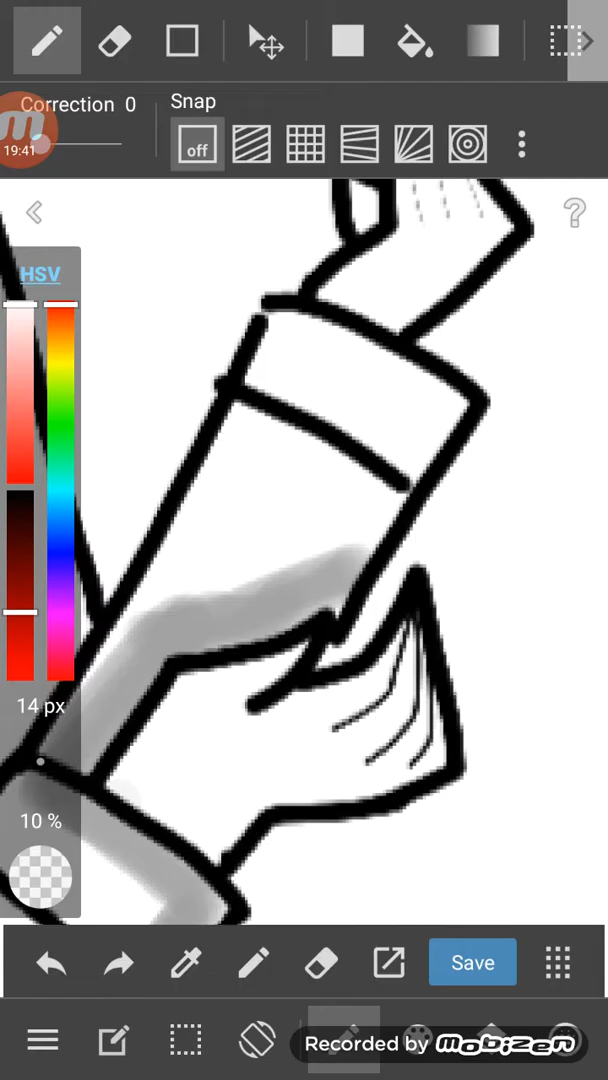 Correction 0
Snap
m
19:41
off
HSV
14 px
10 %
Save
Recorded by mobizen